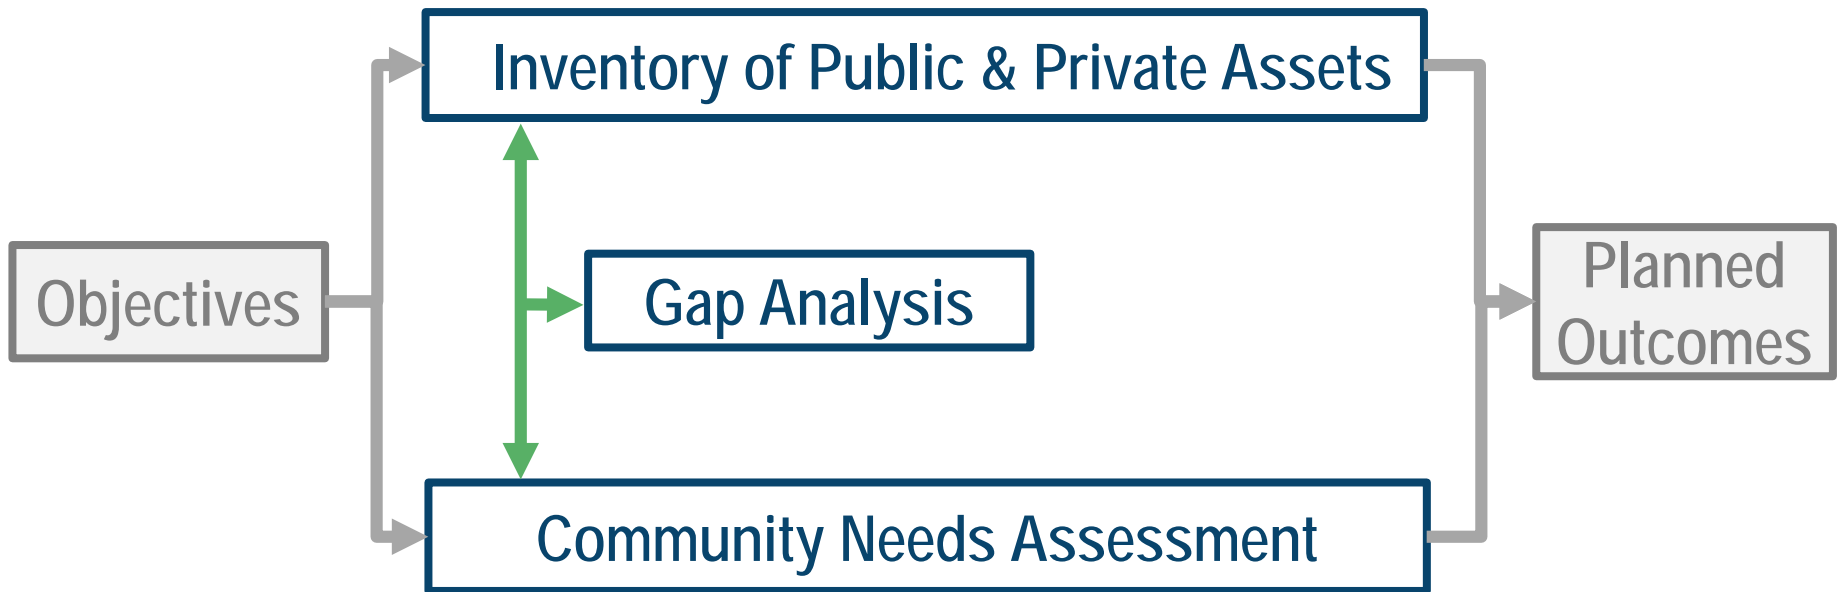 Inventory of Public & Private Assets
Objectives
Gap Analysis
Planned
Outcomes
Community Needs Assessment